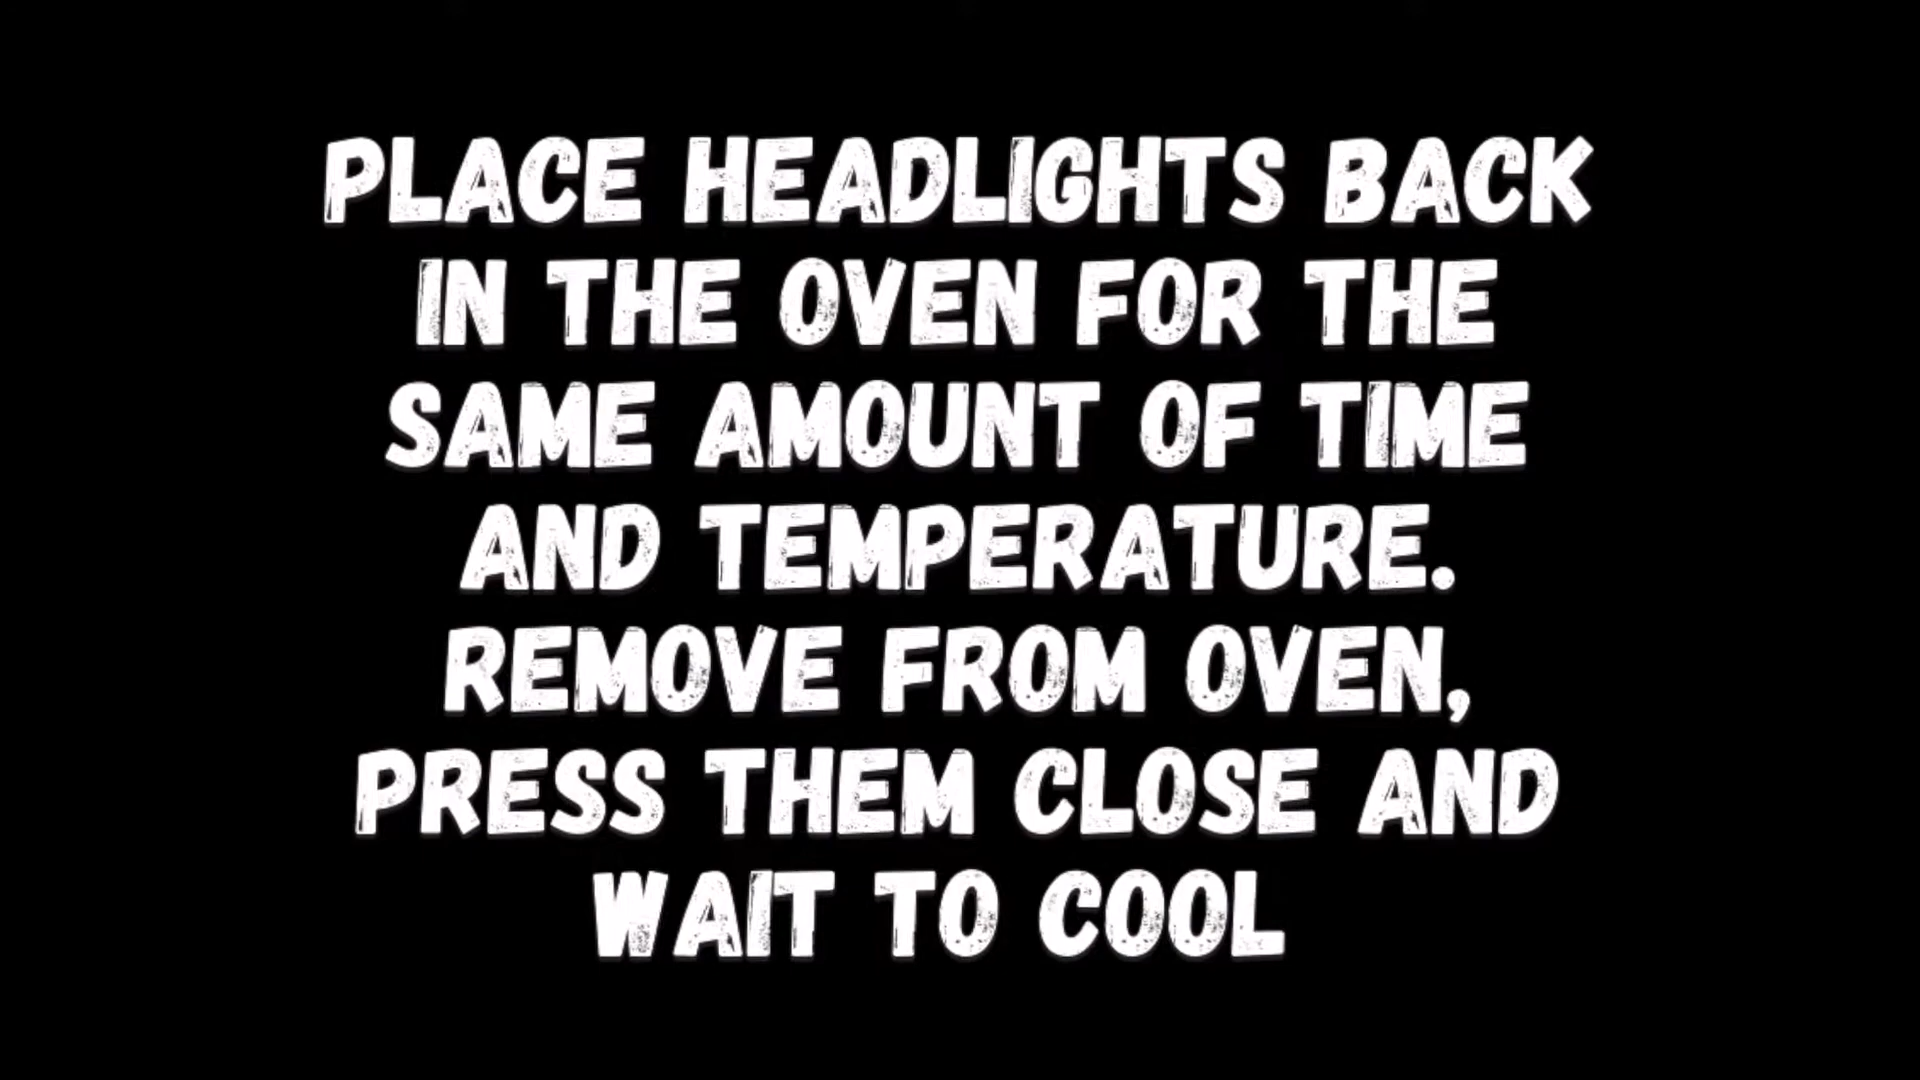 PLACE HEADLIGHTS BACK
IN THE OVEN FOR THE
SAME AMOUNT OF TIME
AND TEMPERATURE.
REMOVE FROM OVEN,
PRESS THEM CLOSE AND
WAIT TO COOL